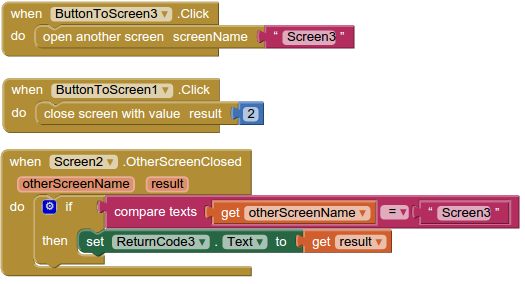 when ButtonToScreen3 .Click
do open another screen screenName " Screen3 "
when ButtonToScreen1 .Click
do close screen with value result 2
when Screen2 .OtherScreenClosed
otherScreenName result
do if compare texts get otherScreenName = " Screen3 "
then set ReturnCode3 . Text to get result